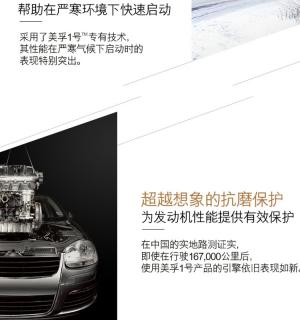 帮助在严寒环境下快速启动
采用了美孚1号™专有技术，
其性能在严寒气候下启动时的
表现特别突出。
超越想象的抗磨保护
为发动机性能提供有效保护
在中国的实地路测证实，
即使在行驶167,000公里后，
使用美孚1号产品的引擎依旧表现如新。